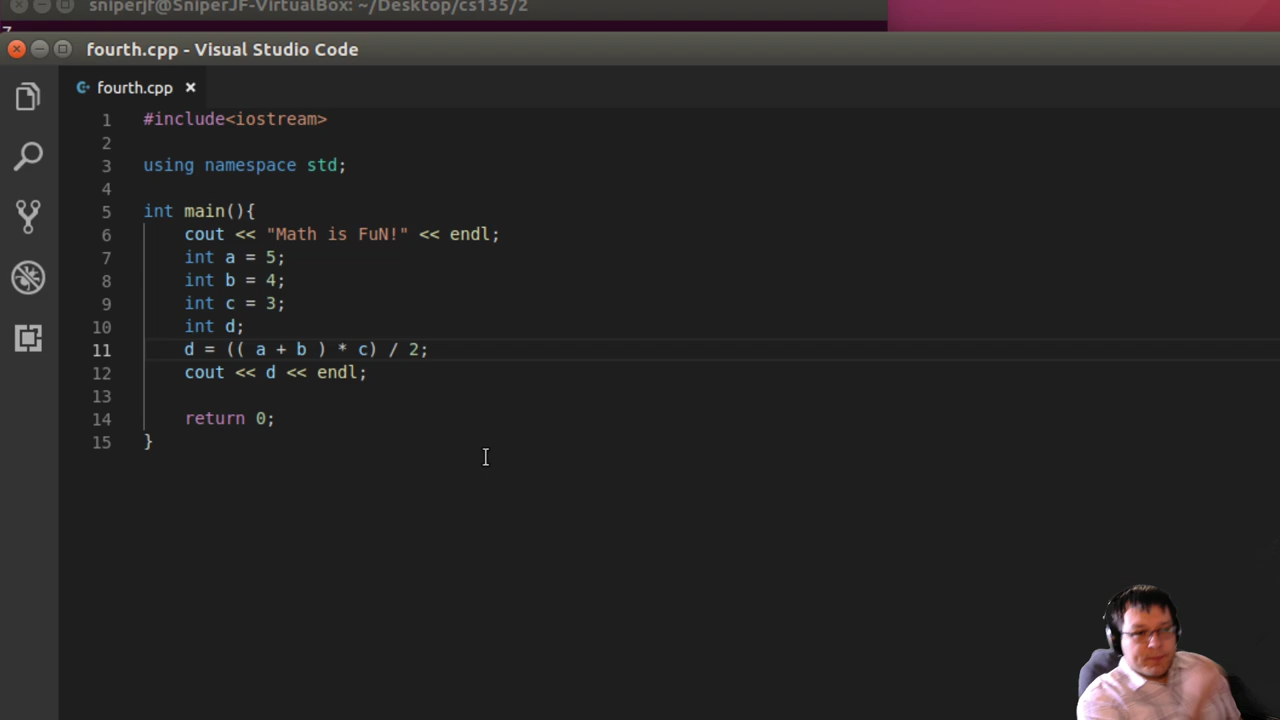 sniperjf@SniperJF-VirtualBox: ~/Desktop/cs135/2
fourth.cpp - Visual Studio Code
fourth.cpp
1 #include<iostream>
2
3 using namespace std;
4
5 int main(){
6 cout << "Math is FuN!" << endl;
7 int a = 5;
8 int b = 4;
9 int c = 3;
10 int d;
11 d = (( a + b ) * c) / 2;
12 cout << d << endl;
13
14 return 0;
15 }